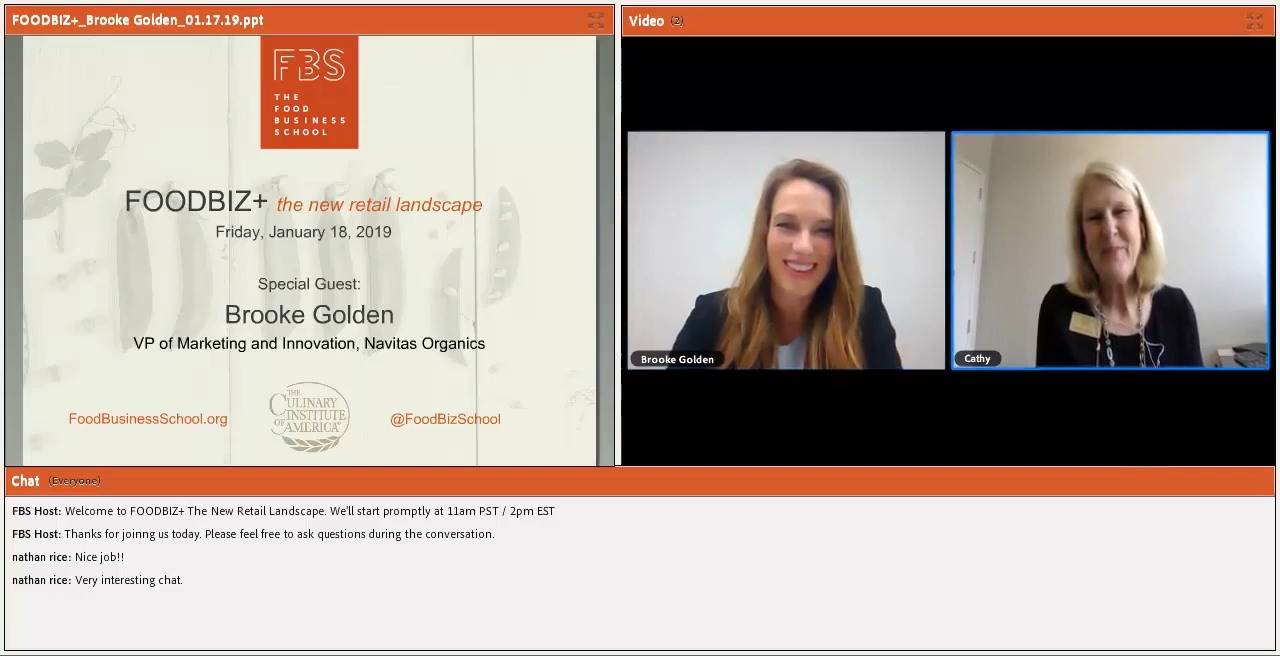 FOODBIZ+_Brooke Golden_01.17.19.ppt
FBS
THE
FOOD
BUSINESS
SCHOOL
FOODBIZ+ the new retail landscape
Friday, January 18, 2019
Special Guest:
Brooke Golden
VP of Marketing and Innovation, Navitas Organics
FoodBusinessSchool.org
THE
CULINARY
INSTITUTE
OF AMERICA
@FoodBizSchool
Video (2)
Brooke Golden
Cathy
Chat (Everyone)
FBS Host: Welcome to FOODBIZ+ The New Retail Landscape. We'll start promptly at 11am PST / 2pm EST
FBS Host: Thanks for joinng us today. Please feel free to ask questions during the conversation.
nathan rice: Nice job!!
nathan rice: Very interesting chat.